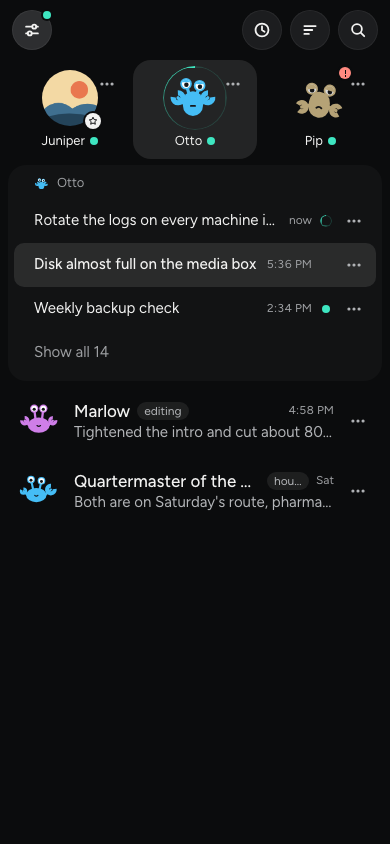 Juniper
Otto
Pip
Otto
Rotate the logs on every machine i... now
Disk almost full on the media box 5:36 PM
Weekly backup check 2:34 PM
Show all 14
Marlow editing 4:58 PM
Tightened the intro and cut about 80...
Quartermaster of the ... hou... Sat
Both are on Saturday's route, pharma...